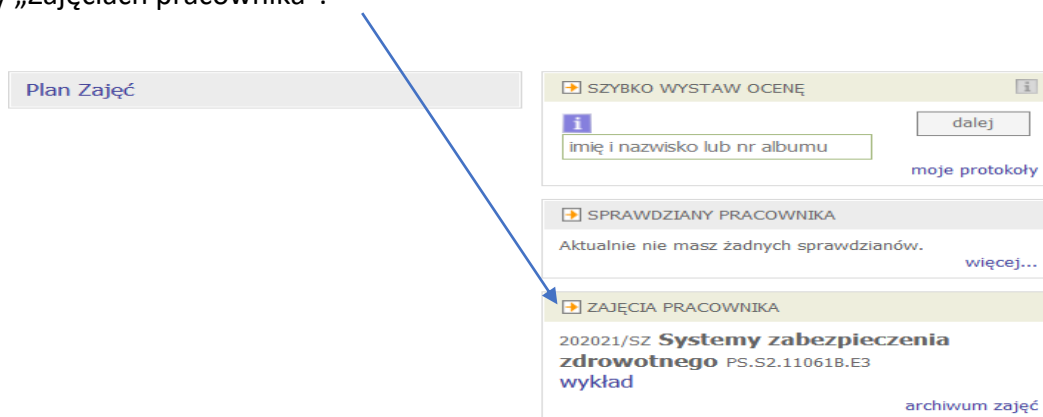 „Zajęciach pracownika”.
Plan Zajęć
SZYBKO WYSTAW OCENĘ
i
i
dalej
imię i nazwisko lub nr albumu
moje protokoły
SPRAWDZIANY PRACOWNIKA
Aktualnie nie masz żadnych sprawdzianów.
więcej...
ZAJĘCIA PRACOWNIKA
202021/SZ Systemy zabezpieczenia
zdrowotnego PS.S2.11061B.E3
wykład
archiwum zajęć